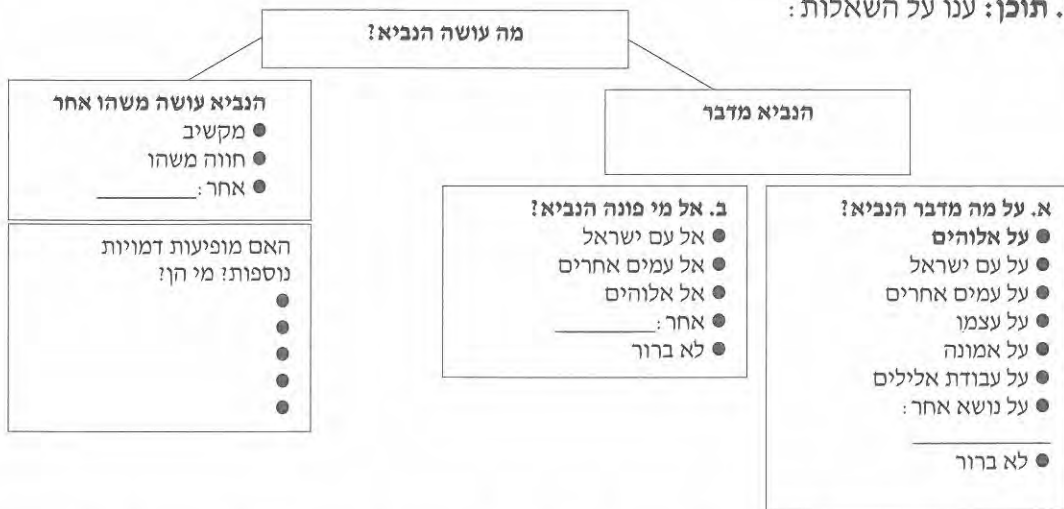 . תוכן: ענו על השאלות:
מה עושה הנביא?
הנביא מדבר
א. על מה מדבר הנביא?
● על אלוהים
● על עם ישראל
● על עמים אחרים
● על עצמו
● על אמונה
● על עבודת אלילים
● על נושא אחר:
____________
● לא ברור
ב. אל מי פונה הנביא?
● אל עם ישראל
● אל עמים אחרים
● אל אלוהים
● אחר: _________
● לא ברור
הנביא עושה משהו אחר
● מקשיב
● חווה משהו
● אחר: _________
האם מופיעות דמויות
נוספות? מי הן?
●
●
●
●
●